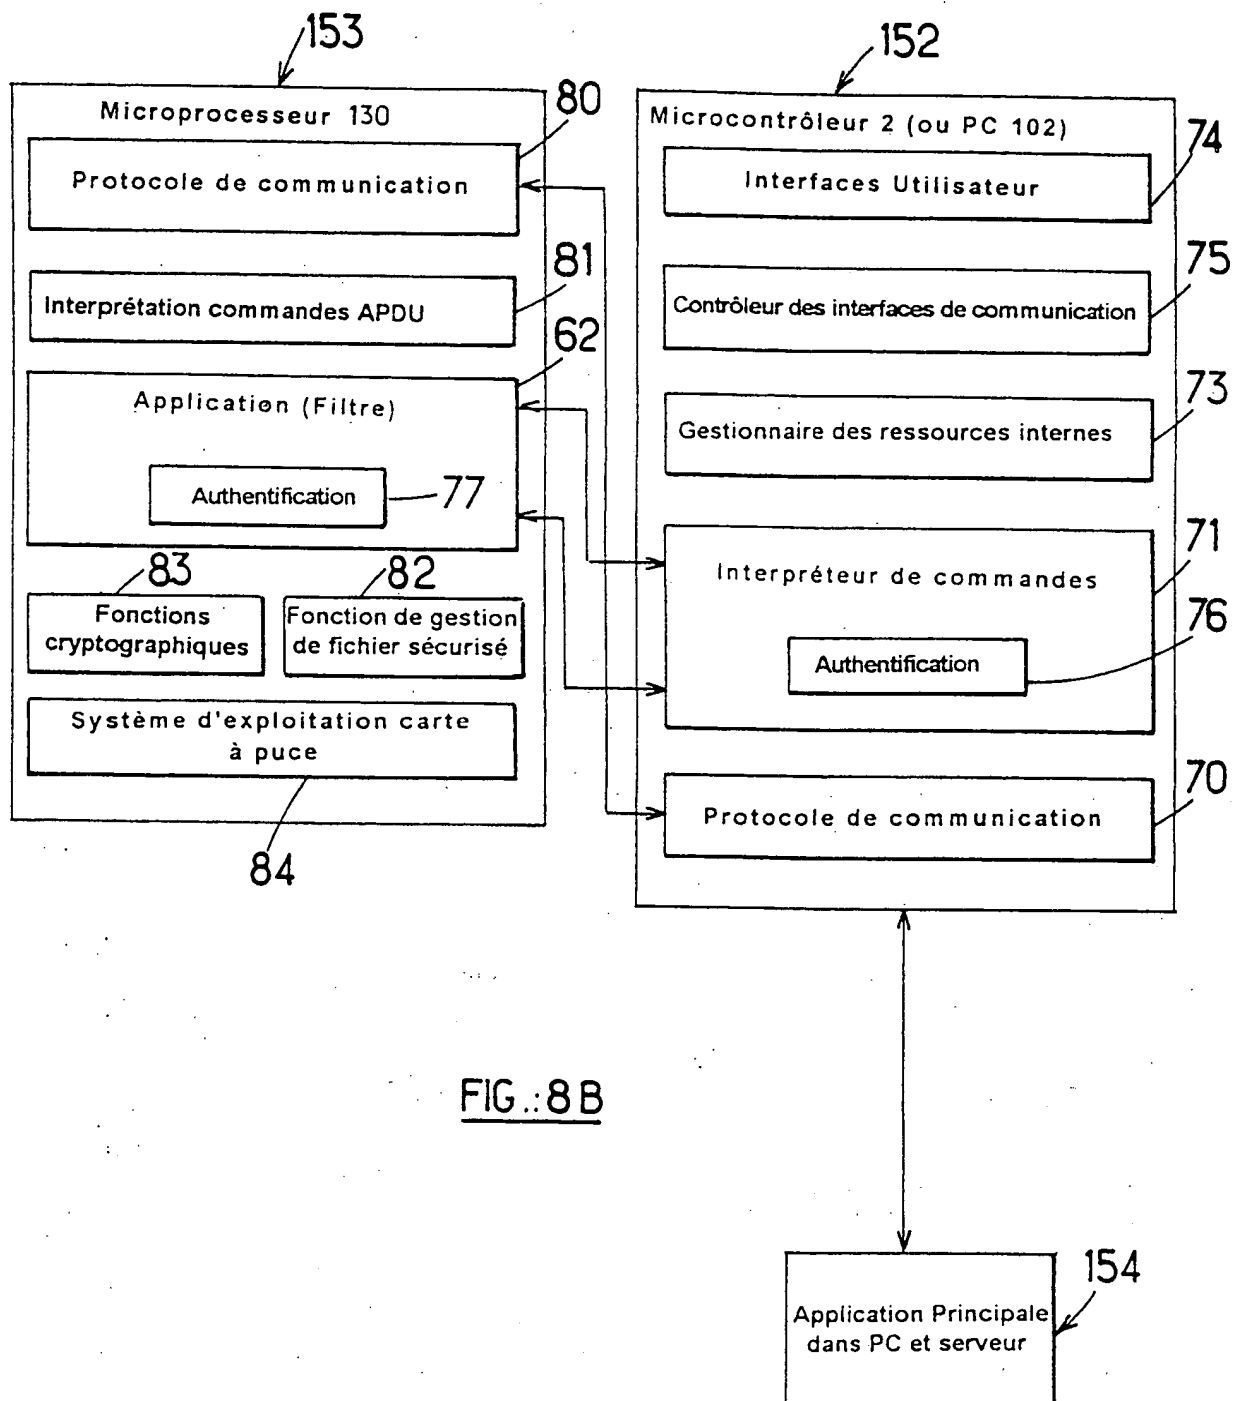 153
Microprocesseur 130
80
Protocole de communication
81
Interprétation commandes APDU
62
Application (Filtre)
Authentification
77
83
Fonctions
cryptographiques
82
Fonction de gestion
de fichier sécurisé
Système d'exploitation carte
à puce
84
152
Microcontrôleur 2 (ou PC 102)
74
Interfaces Utilisateur
75
Contrôleur des interfaces de communication
73
Gestionnaire des ressources internes
71
Interpréteur de commandes
76
Authentification
70
Protocole de communication
FIG.:8B
154
Application Principale
dans PC et serveur